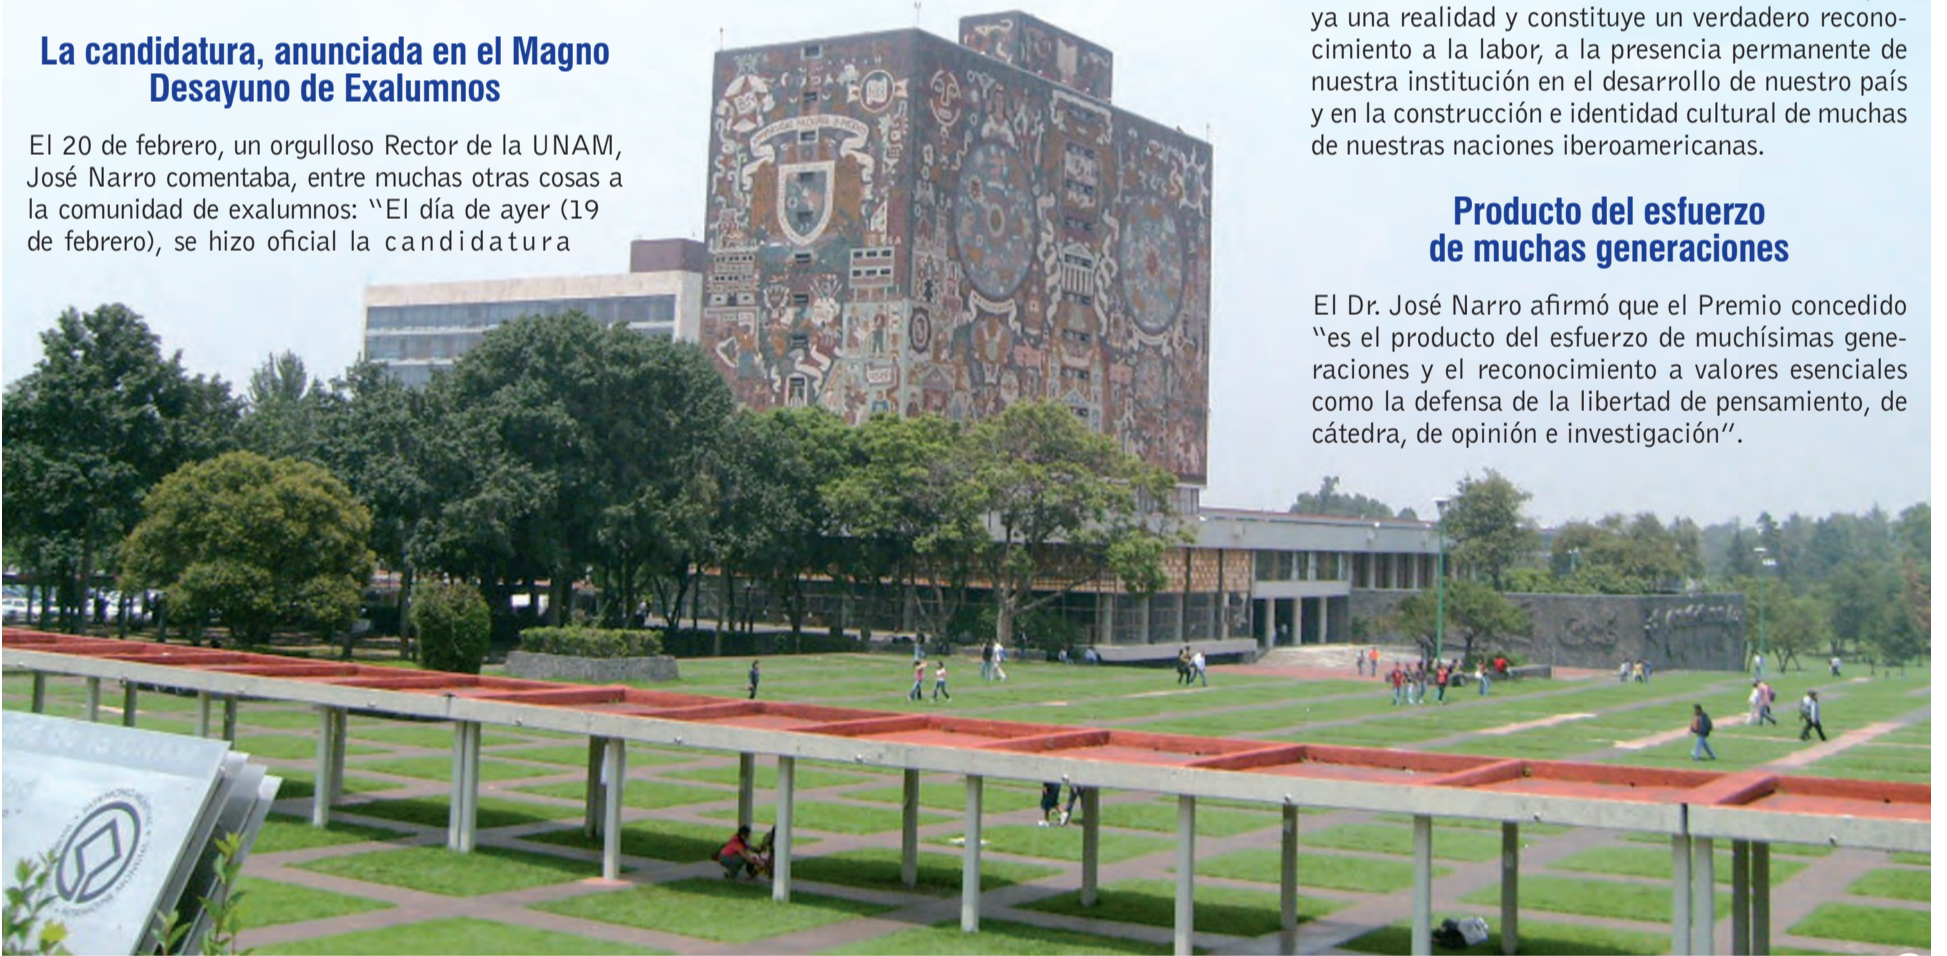 La candidatura, anunciada en el Magno
Desayuno de Exalumnos
El 20 de febrero, un orgulloso Rector de la UNAM,
José Narro comentaba, entre muchas otras cosas a
la comunidad de exalumnos: “El día de ayer (19
de febrero), se hizo oficial la candidatura
ya una realidad y constituye un verdadero recono-
cimiento a la labor, a la presencia permanente de
nuestra institución en el desarrollo de nuestro país
y en la construcción e identidad cultural de muchas
de nuestras naciones iberoamericanas.
Producto del esfuerzo
de muchas generaciones
El Dr. José Narro afirmó que el Premio concedido
“es el producto del esfuerzo de muchísimas gene-
raciones y el reconocimiento a valores esenciales
como la defensa de la libertad de pensamiento, de
cátedra, de opinión e investigación”.